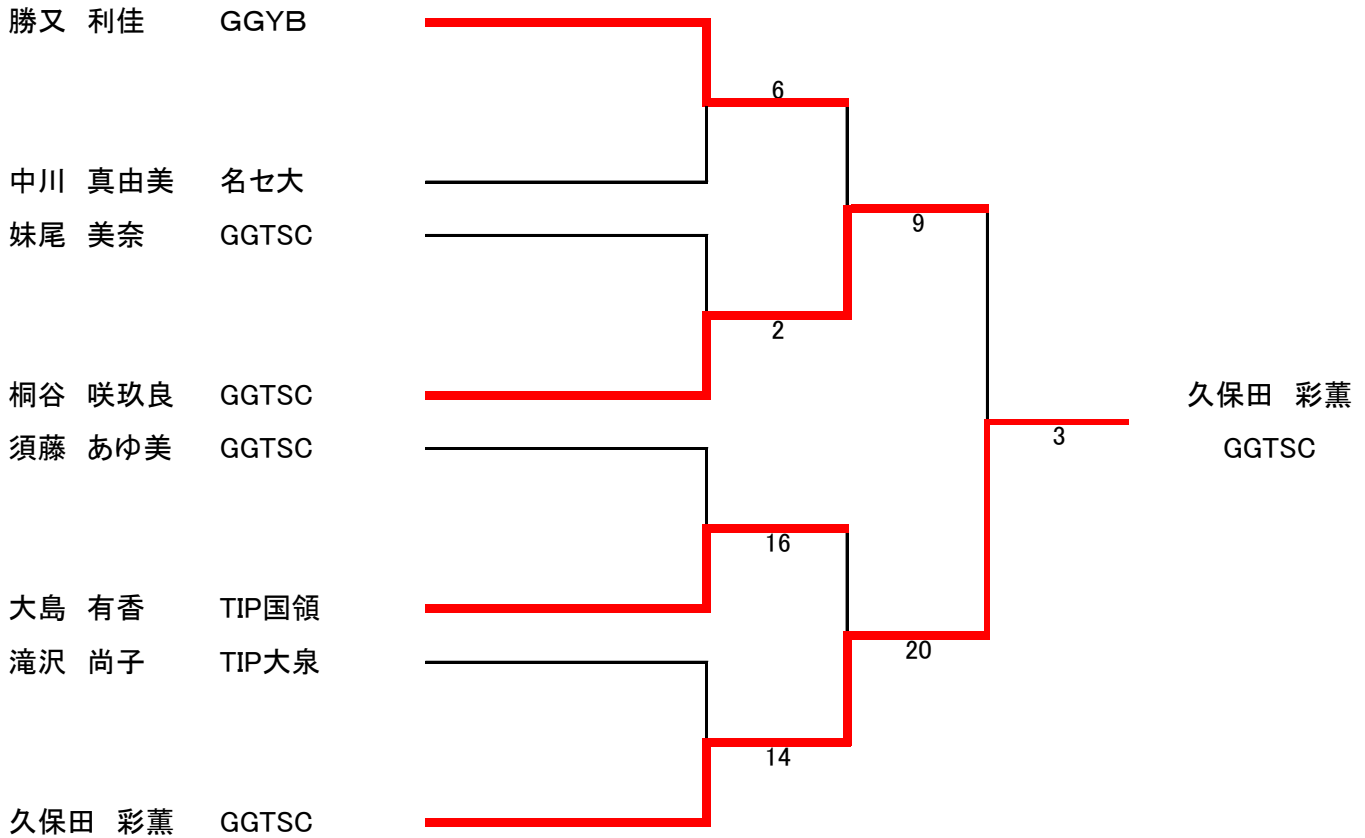 勝又 利佳 GGYB
6
中川 真由美 名セ大
妹尾 美奈 GGTSC
9
2
桐谷 咲玖良 GGTSC
久保田 彩薫
須藤 あゆ美 GGTSC
3
GGTSC
16
大島 有香 TIP国領
20
滝沢 尚子 TIP大泉
14
久保田 彩薫 GGTSC